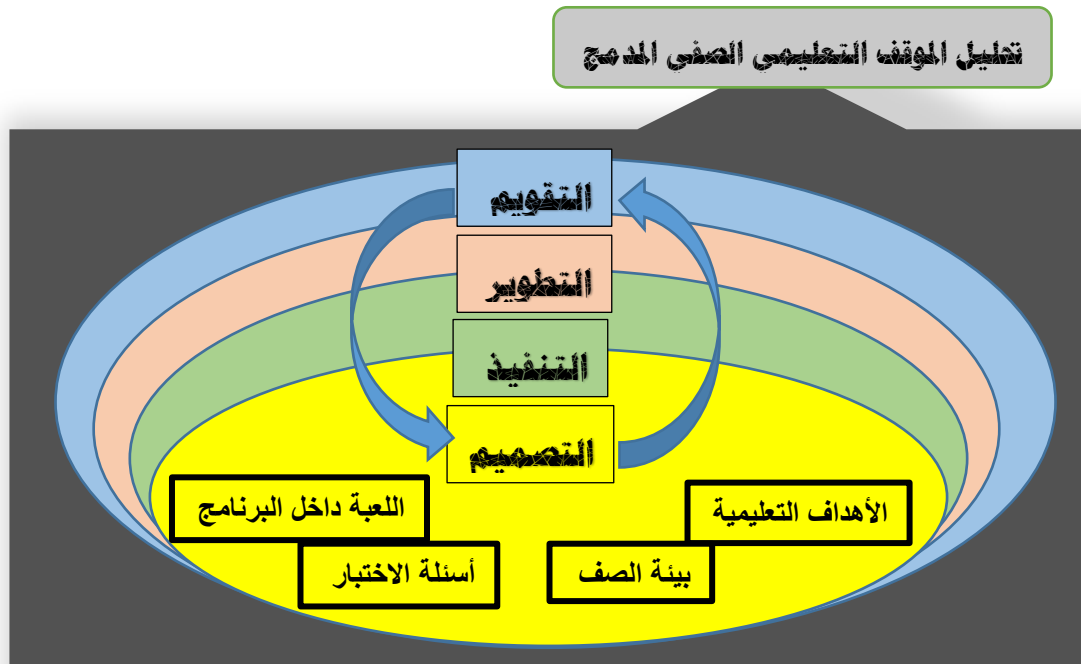 تحليل الموقف التعليمي الصفي المدمج
التقويم
التطوير
التنفيذ
التصميم
الأهداف التعليمية
اللعبة داخل البرنامج
بيئة الصف
أسئلة الاختبار